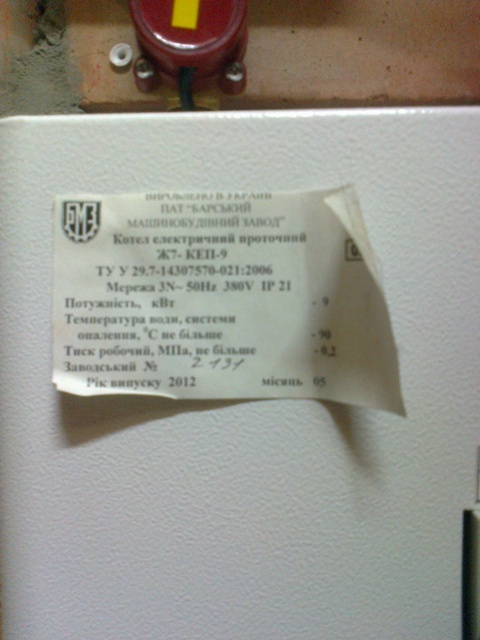 ВИРОБЛЕНО В УКРАЇНІ
БМЗ
ПАТ "БАРСЬКИЙ
МАШИНОБУДІВНИЙ ЗАВОД"
Котел електричний проточний
Ж7- КЕП-9
ТУ У 29.7-14307570-021:2006
Мережа 3N~ 50Hz 380V IP 21
Потужність, кВт - 9
Температура води, системи
опалення, ⁰С не більше - 90
Тиск робочий, МПа, не більше - 0,2
Заводський № 2131
Рік випуску 2012 місяць 05